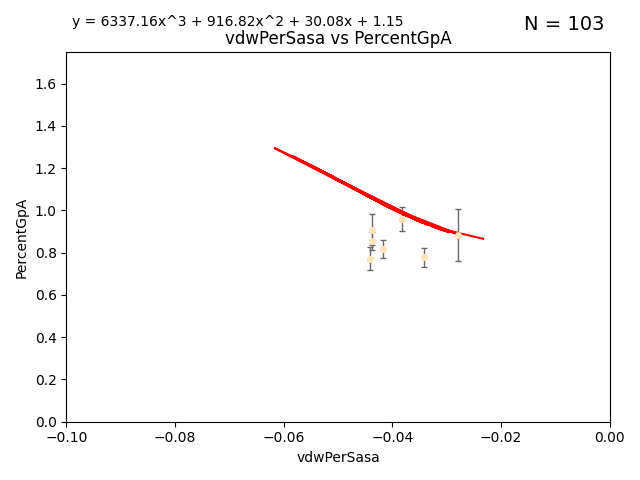 y = 6337.16x^3 + 916.82x^2 + 30.08x + 1.15
N = 103
vdwPerSasa vs PercentGpA
PercentGpA
1.6
1.4
1.2
1.0
0.8
0.6
0.4
0.2
0.0
−0.10 −0.08 −0.06 −0.04 −0.02 0.00
vdwPerSasa